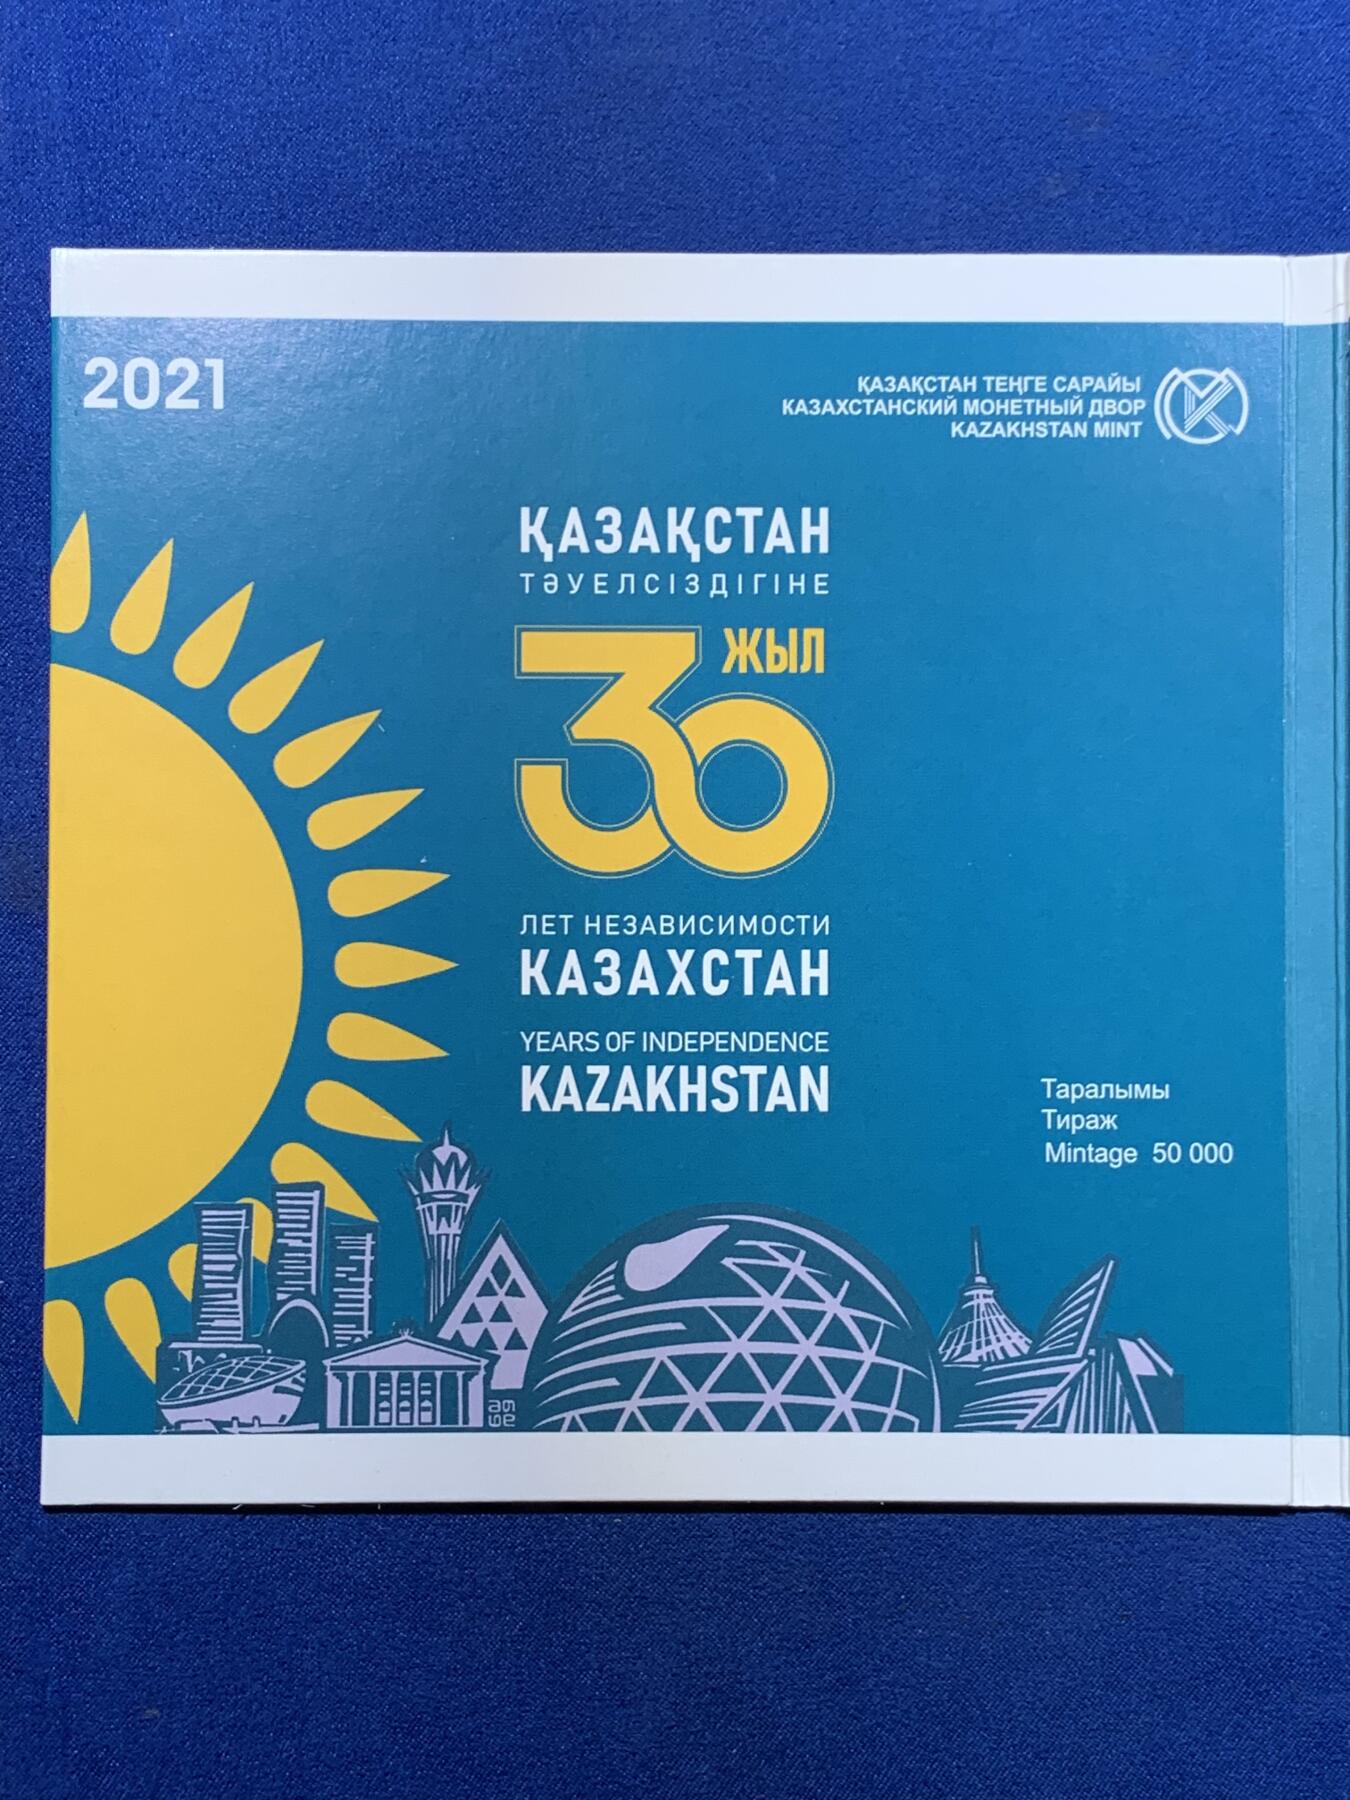 2021
ҚАЗАҚСТАН ТЕҢГЕ САРАЙЫ
КАЗАХСТАНСКИЙ МОНЕТНЫЙ ДВОР
KAZAKHSTAN MINT
ҚАЗАҚСТАН
ТӘУЕЛСІЗДІГІНЕ
30 ЖЫЛ
ЛЕТ НЕЗАВИСИМОСТИ
КАЗАХСТАН
YEARS OF INDEPENDENCE
KAZAKHSTAN
Таралымы
Тираж
Mintage 50 000